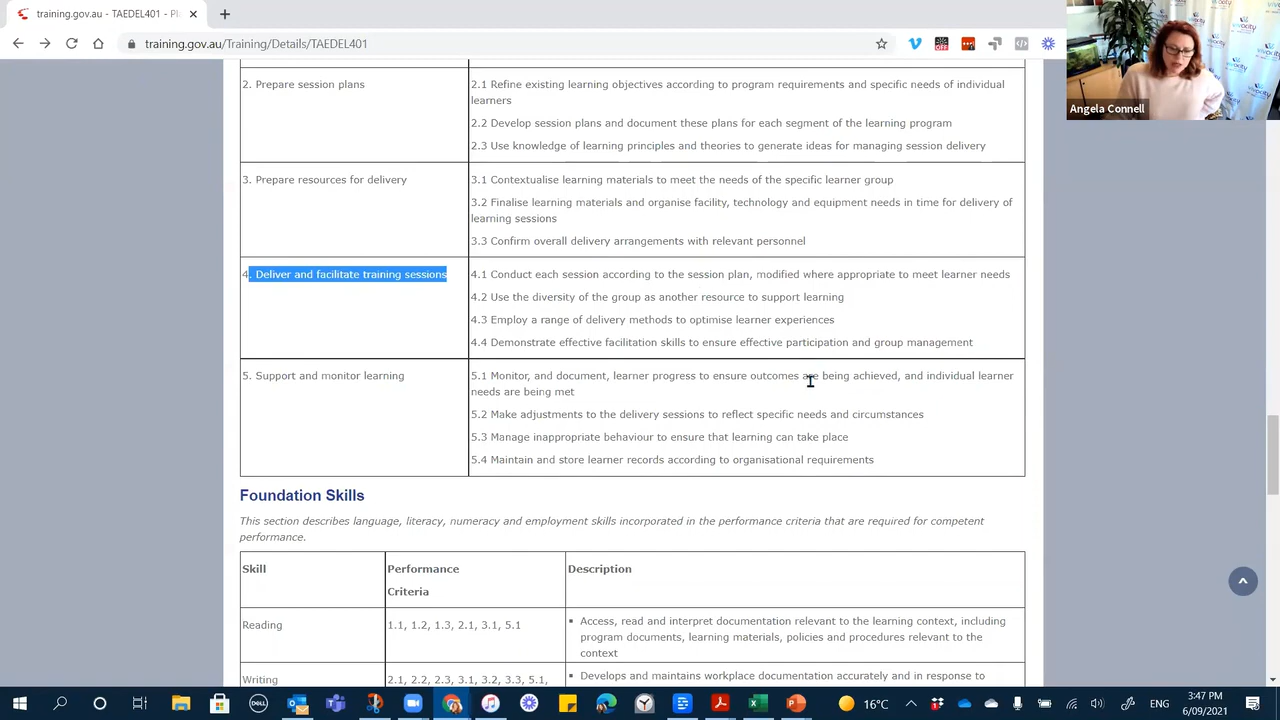 training.gov.au - TAEDEL401 - Pl
training.gov.au/Training/Details/TAEDEL401
OFF
Angela Connell
vivacity
2. Prepare session plans
2.1 Refine existing learning objectives according to program requirements and specific needs of individual
learners
2.2 Develop session plans and document these plans for each segment of the learning program
2.3 Use knowledge of learning principles and theories to generate ideas for managing session delivery
3. Prepare resources for delivery
3.1 Contextualise learning materials to meet the needs of the specific learner group
3.2 Finalise learning materials and organise facility, technology and equipment needs in time for delivery of
learning sessions
3.3 Confirm overall delivery arrangements with relevant personnel
4. Deliver and facilitate training sessions
4.1 Conduct each session according to the session plan, modified where appropriate to meet learner needs
4.2 Use the diversity of the group as another resource to support learning
4.3 Employ a range of delivery methods to optimise learner experiences
4.4 Demonstrate effective facilitation skills to ensure effective participation and group management
5. Support and monitor learning
5.1 Monitor, and document, learner progress to ensure outcomes are being achieved, and individual learner
needs are being met
5.2 Make adjustments to the delivery sessions to reflect specific needs and circumstances
5.3 Manage inappropriate behaviour to ensure that learning can take place
5.4 Maintain and store learner records according to organisational requirements
Foundation Skills
This section describes language, literacy, numeracy and employment skills incorporated in the performance criteria that are required for competent
performance.
Skill
Performance
Criteria
Description
Reading
1.1, 1.2, 1.3, 2.1, 3.1, 5.1
Access, read and interpret documentation relevant to the learning context, including
program documents, learning materials, policies and procedures relevant to the
context
Writing
2.1, 2.2, 2.3, 3.1, 3.2, 3.3, 5.1,
Develops and maintains workplace documentation accurately and in response to
DELL
16°C
ENG
3:47 PM
6/09/2021